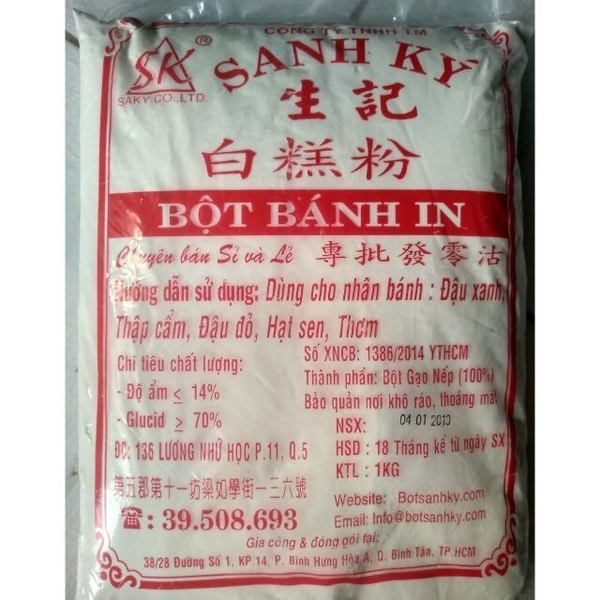 CÔNG TY TNHH TM
SK ®
SAKY CO.,LTD
SANH KÝ
生記
白糕粉
BỘT BÁNH IN
Chuyên bán Sỉ và Lẻ 專批發零沽
Hướng dẫn sử dụng: Dùng cho nhân bánh : Đậu xanh,
Thập cẩm, Đậu đỏ, Hạt sen, Thơm
Chỉ tiêu chất lượng:
- Độ ẩm ≤ 14%
- Glucid ≥ 70%
Số XNCB: 1386/2014 YTHCM
Thành phần: Bột Gạo Nếp (100%)
Bảo quản nơi khô ráo, thoáng mát
NSX:
HSD : 18 Tháng kể từ ngày SX
KTL : 1KG
ĐC: 136 LƯƠNG NHỮ HỌC P.11, Q.5
第五郡第十一坊梁如學街一三六號
☎: 39.508.693
Website: Botsanhky.com
Email: Info@botsanhky.com
Gia công & đóng gói tại:
38/28 Đường Số 1, KP.14, P. Bình Hưng Hòa A, Q. Bình Tân, TP.HCM